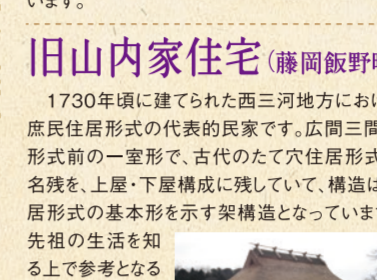 います。
旧山内家住宅(藤岡飯野
1730年頃に建てられた西三河地方にお
庶民住居形式の代表的民家です。広間三間
形式前の一室形で、古代のたて穴住居形式
名残を、上屋・下屋構成に残していて、構造は
居形式の基本形を示す架構造となっていま
先祖の生活を知
る上で参考となる